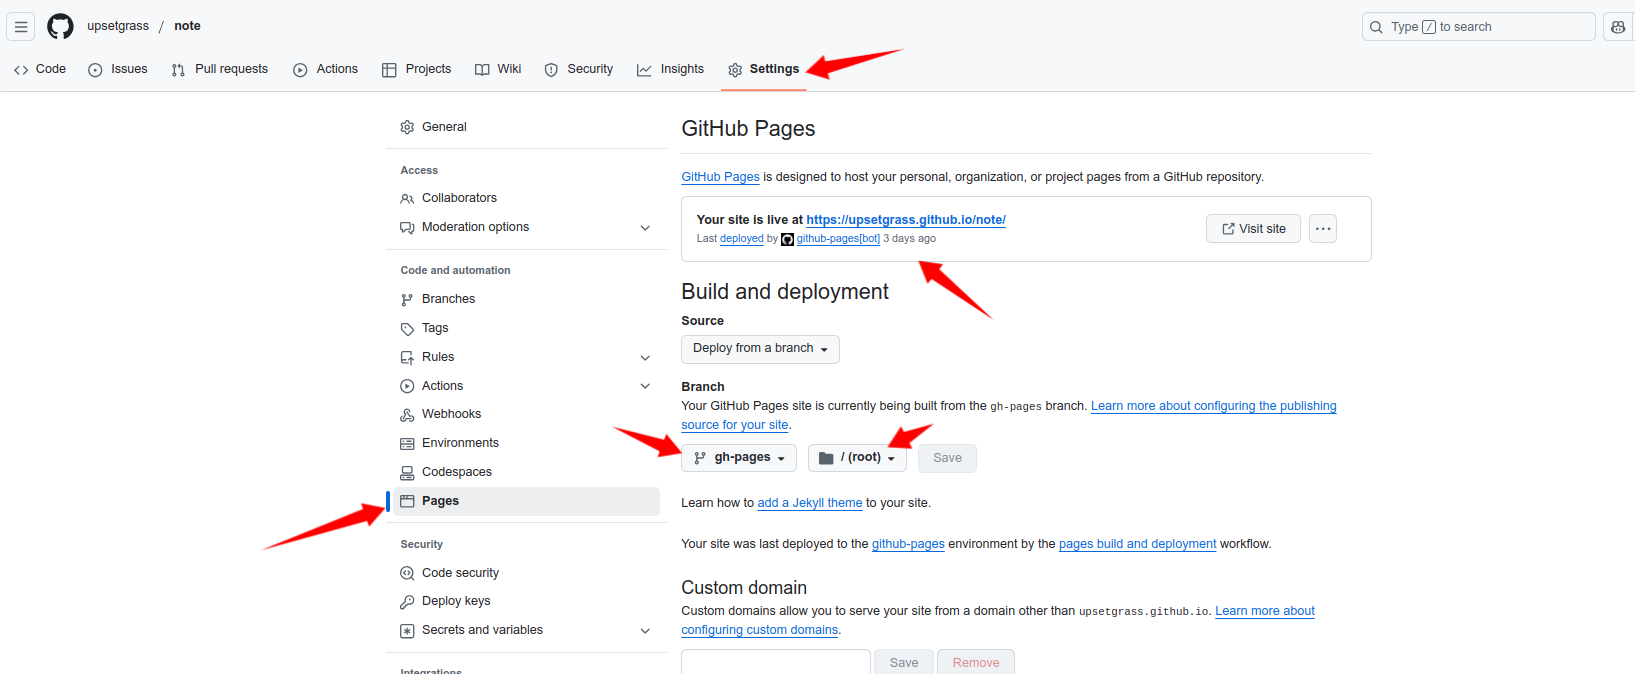 upsetgrass / note
Type / to search
Code Issues Pull requests Actions Projects Wiki Security Insights Settings
General
Access
Collaborators
Moderation options
Code and automation
Branches
Tags
Rules
Actions
Webhooks
Environments
Codespaces
Pages
Security
Code security
Deploy keys
Secrets and variables
Integrations
GitHub Pages
GitHub Pages is designed to host your personal, organization, or project pages from a GitHub repository.
Your site is live at https://upsetgrass.github.io/note/
Last deployed by github-pages[bot] 3 days ago
Visit site
Build and deployment
Source
Deploy from a branch
Branch
Your GitHub Pages site is currently being built from the gh-pages branch. Learn more about configuring the publishing
source for your site.
gh-pages / (root) Save
Learn how to add a Jekyll theme to your site.
Your site was last deployed to the github-pages environment by the pages build and deployment workflow.
Custom domain
Custom domains allow you to serve your site from a domain other than upsetgrass.github.io. Learn more about
configuring custom domains.
Save Remove